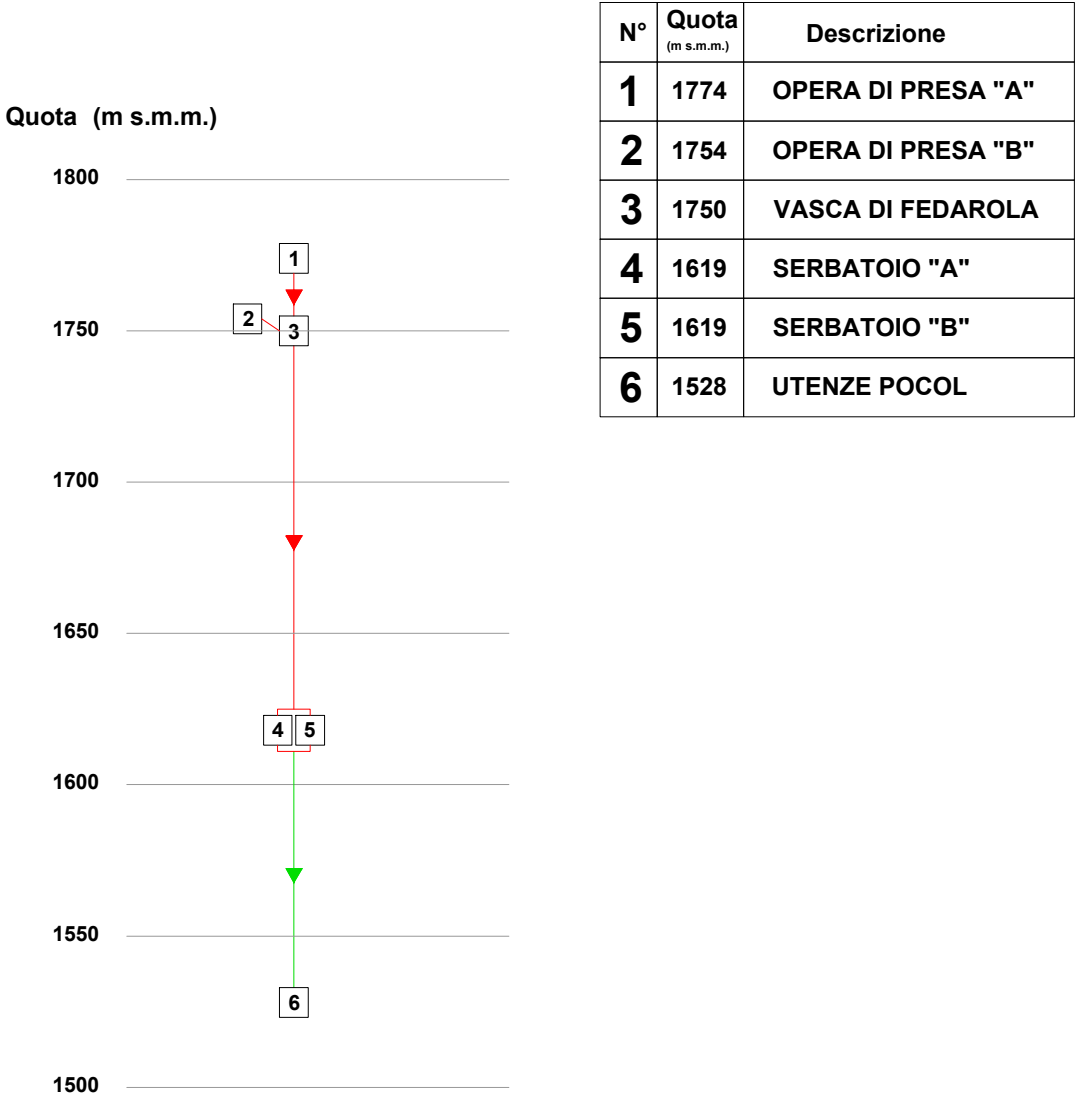 Quota (m s.m.m.)
1800
1
2
1750
3
1700
1650
4 5
1600
1550
6
1500
N° Quota (m s.m.m.) Descrizione
1 1774 OPERA DI PRESA "A"
2 1754 OPERA DI PRESA "B"
3 1750 VASCA DI FEDAROLA
4 1619 SERBATOIO "A"
5 1619 SERBATOIO "B"
6 1528 UTENZE POCOL